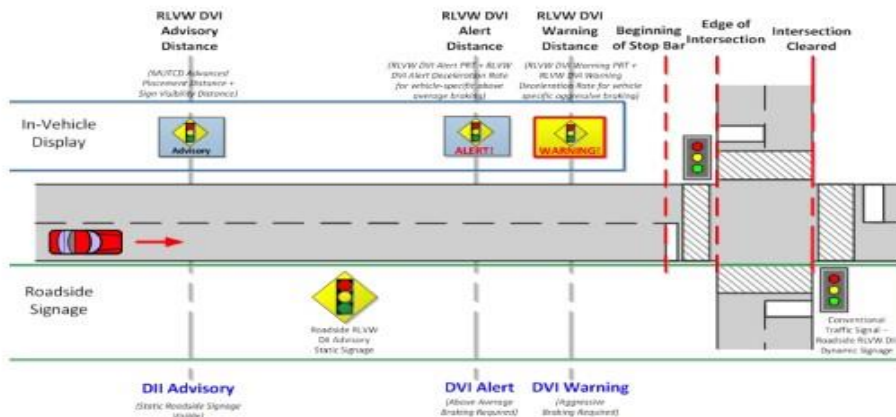 RLVW DVI
Advisory
Distance
(MUTCD Advanced
Placement Distance +
Sign Visibility Distance)
RLVW DVI
Alert
Distance
(RLVW DVI Alert PRT + RLVW
DVI Alert Deceleration Rate
for vehicle-specific above
average braking)
RLVW DVI
Warning
Distance
(RLVW DVI Warning PRT +
RLVW DVI Warning
Deceleration Rate for vehicle
specific aggressive braking)
Beginning
of Stop Bar
Edge of
Intersection
Intersection
Cleared
In-Vehicle
Display
Advisory
ALERT!
WARNING!
Roadside
Signage
Roadside RLVW
DII Advisory
Static Signage
Conventional
Traffic Signal –
Roadside RLVW DII
Dynamic Signage
DII Advisory
(Static Roadside Signage
DVI Alert
(Above Average
Braking Required)
DVI Warning
(Aggressive
Braking Required)